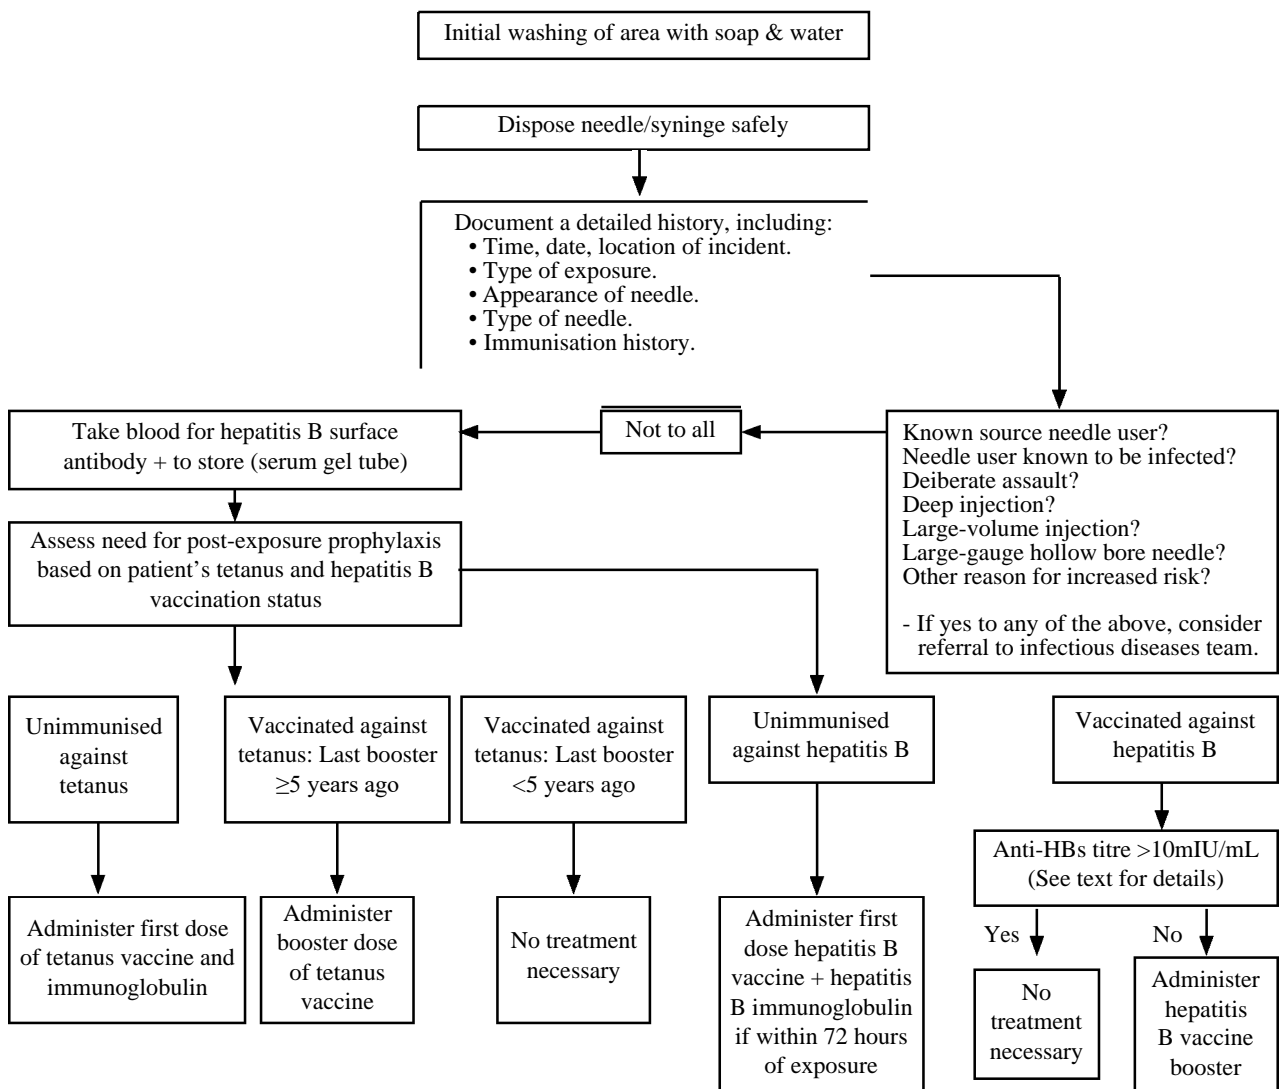 Initial washing of area with soap & water
Dispose needle/syninge safely
Document a detailed history, including:
• Time, date, location of incident.
• Type of exposure.
• Appearance of needle.
• Type of needle.
• Immunisation history.
Take blood for hepatitis B surface
antibody + to store (serum gel tube)
Not to all
Known source needle user?
Needle user known to be infected?
Deiberate assault?
Deep injection?
Large-volume injection?
Large-gauge hollow bore needle?
Other reason for increased risk?
- If yes to any of the above, consider
referral to infectious diseases team.
Assess need for post-exposure prophylaxis
based on patient’s tetanus and hepatitis B
vaccination status
Unimmunised
against
tetanus
Vaccinated against
tetanus: Last booster
≥5 years ago
Vaccinated against
tetanus: Last booster
<5 years ago
Unimmunised
against hepatitis B
Vaccinated against
hepatitis B
Anti-HBs titre >10mIU/mL
(See text for details)
Administer first dose
of tetanus vaccine and
immunoglobulin
Administer
booster dose
of tetanus
vaccine
No treatment
necessary
Administer first
dose hepatitis B
vaccine + hepatitis
B immunoglobulin
if within 72 hours
of exposure
Yes
No
No
treatment
necessary
Administer
hepatitis
B vaccine
booster